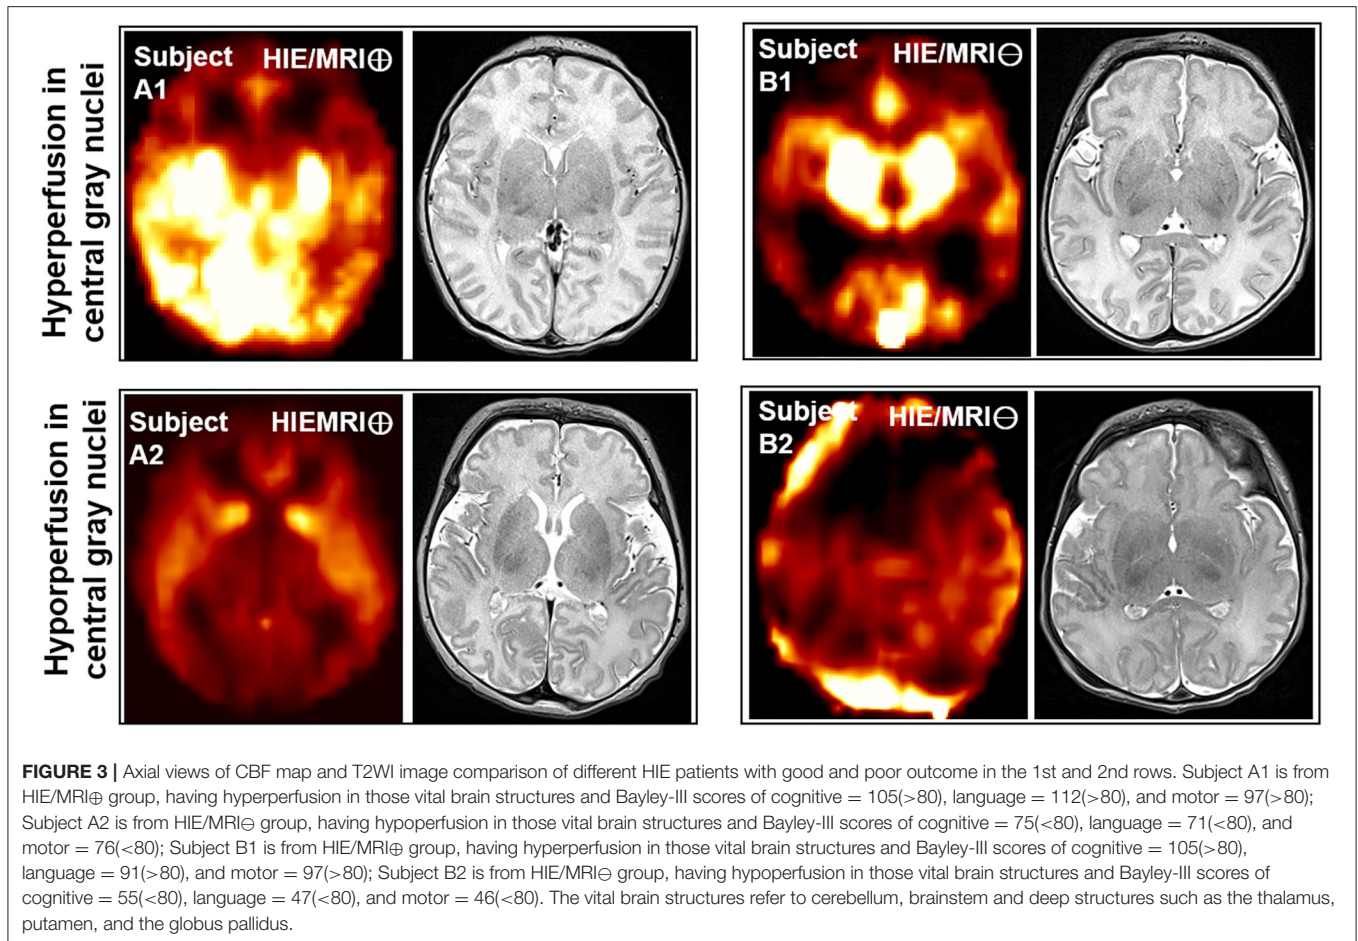 Hyperperfusion in
central gray nuclei
Subject
A1
HIE/MRI⊕
Subject
B1
HIE/MRI⊖
Hyporperfusion in
central gray nuclei
Subject
A2
HIEMRI⊕
Subject
B2
HIE/MRI⊖
FIGURE 3 | Axial views of CBF map and T2WI image comparison of different HIE patients with good and poor outcome in the 1st and 2nd rows. Subject A1 is from
HIE/MRI⊕ group, having hyperperfusion in those vital brain structures and Bayley-III scores of cognitive = 105(>80), language = 112(>80), and motor = 97(>80);
Subject A2 is from HIE/MRI⊖ group, having hypoperfusion in those vital brain structures and Bayley-III scores of cognitive = 75(<80), language = 71(<80), and
motor = 76(<80); Subject B1 is from HIE/MRI⊕ group, having hyperperfusion in those vital brain structures and Bayley-III scores of cognitive = 105(>80),
language = 91(>80), and motor = 97(>80); Subject B2 is from HIE/MRI⊖ group, having hypoperfusion in those vital brain structures and Bayley-III scores of
cognitive = 55(<80), language = 47(<80), and motor = 46(<80). The vital brain structures refer to cerebellum, brainstem and deep structures such as the thalamus,
putamen, and the globus pallidus.